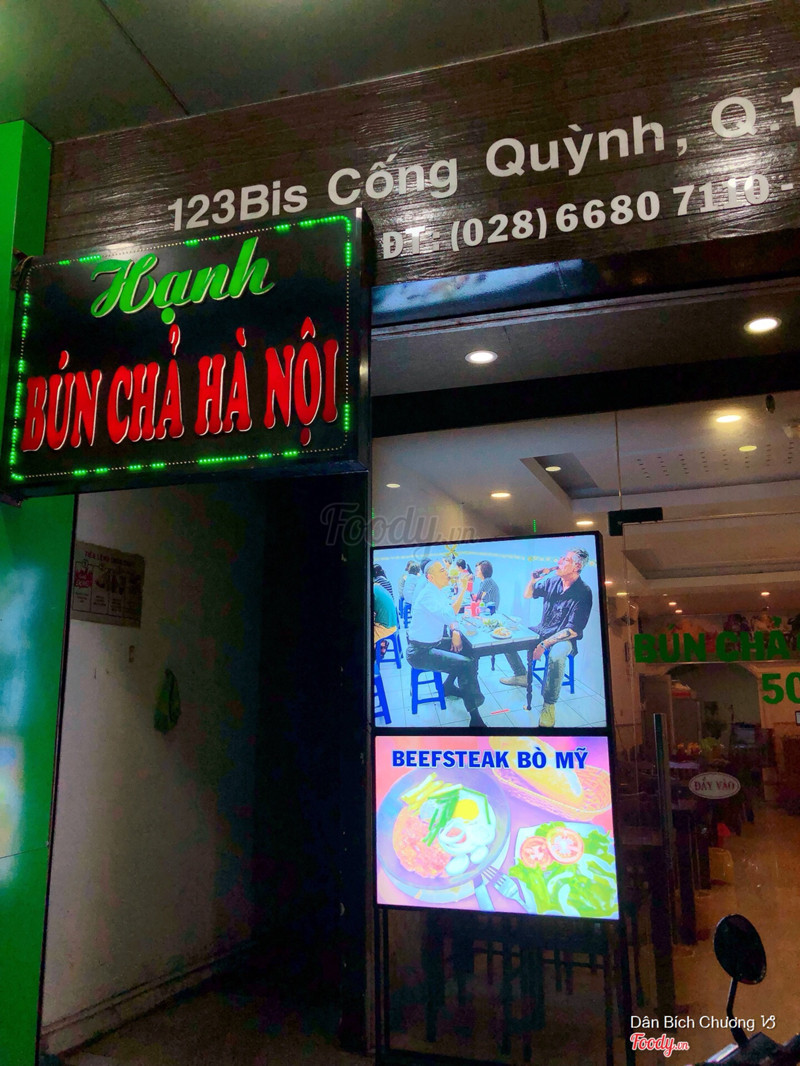 123Bis Cống Quỳnh, Q.1
ĐT: (028) 6680 7110 -
Hạnh
BÚN CHẢ HÀ NỘI
Foody.vn
BEEFSTEAK BÒ MỸ
BÚN CHẢ
50
ĐẨY VÀO
Dân Bích Chương
Foody.vn